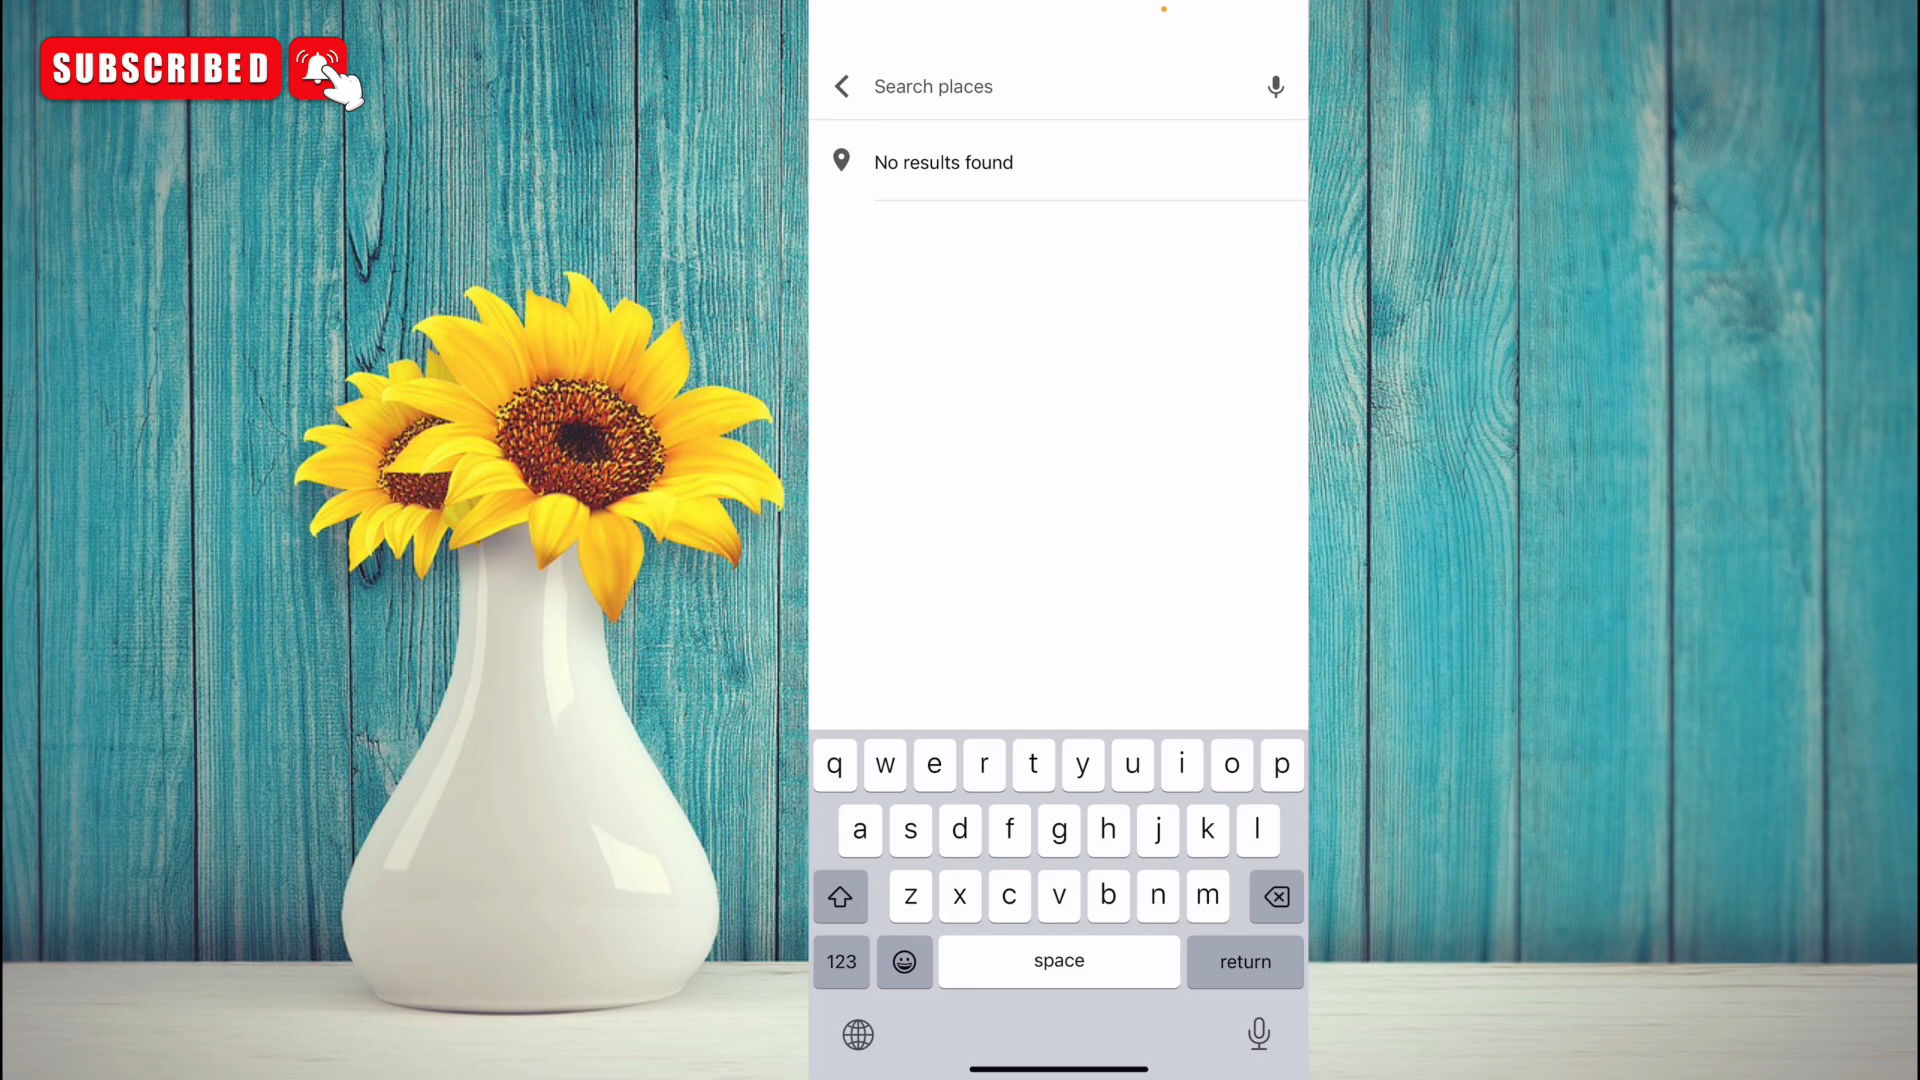 SUBSCRIBED
Search places
No results found
q w e r t y u i o p
a s d f g h j k l
z x c v b n m
123 space return